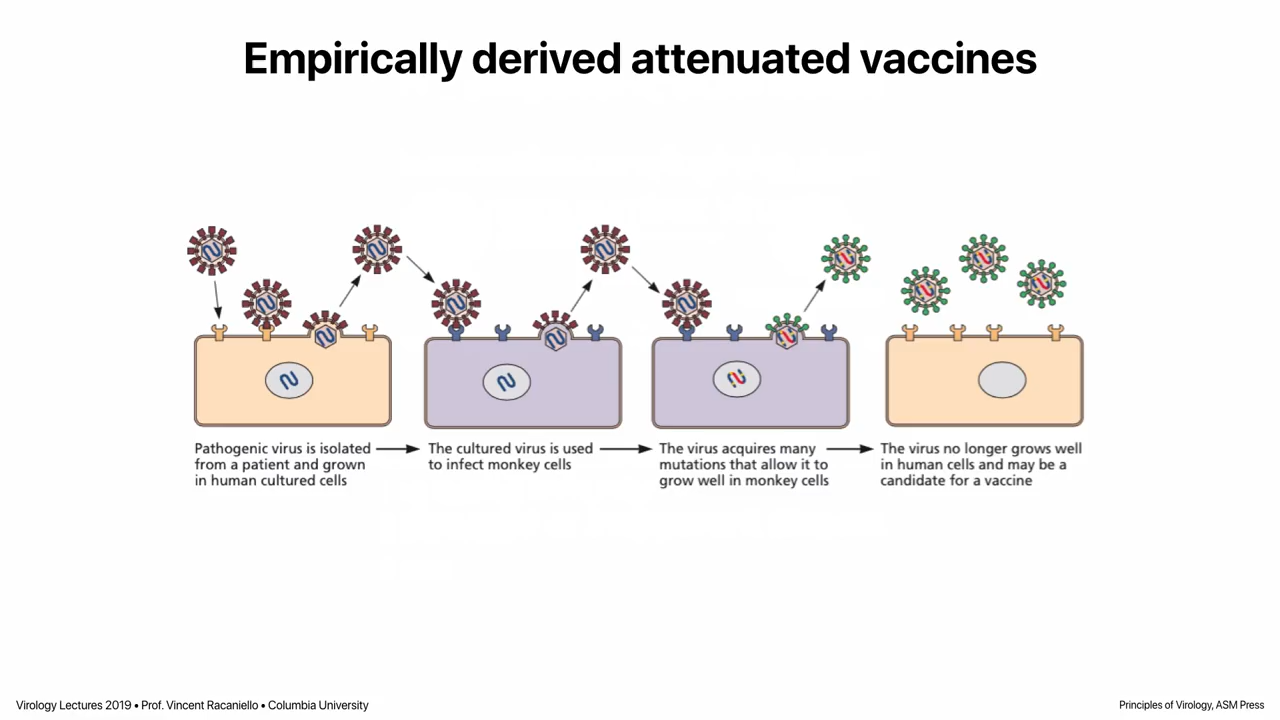 Empirically derived attenuated vaccines
Pathogenic virus is isolated
from a patient and grown
in human cultured cells
The cultured virus is used
to infect monkey cells
The virus acquires many
mutations that allow it to
grow well in monkey cells
The virus no longer grows well
in human cells and may be a
candidate for a vaccine
Virology Lectures 2019 • Prof. Vincent Racaniello • Columbia University
Principles of Virology, ASM Press